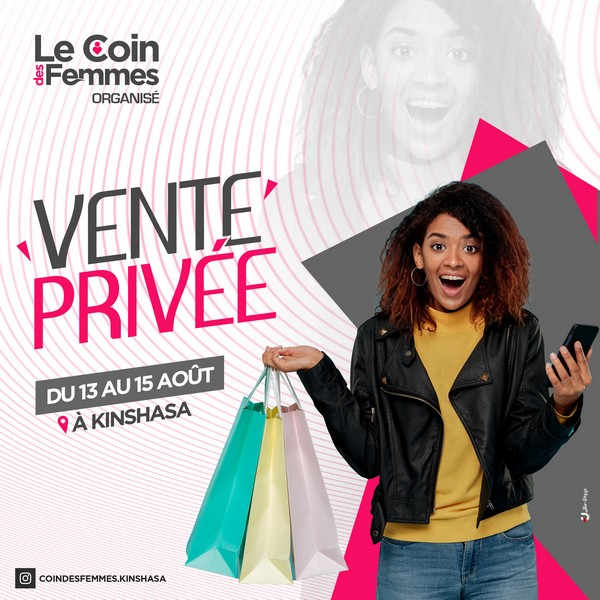 Le Coin
des Femmes
ORGANISÉ
VENTE
PRIVÉE
DU 13 AU 15 AOÛT
À KINSHASA
COINDESFEMMES.KINSHASA